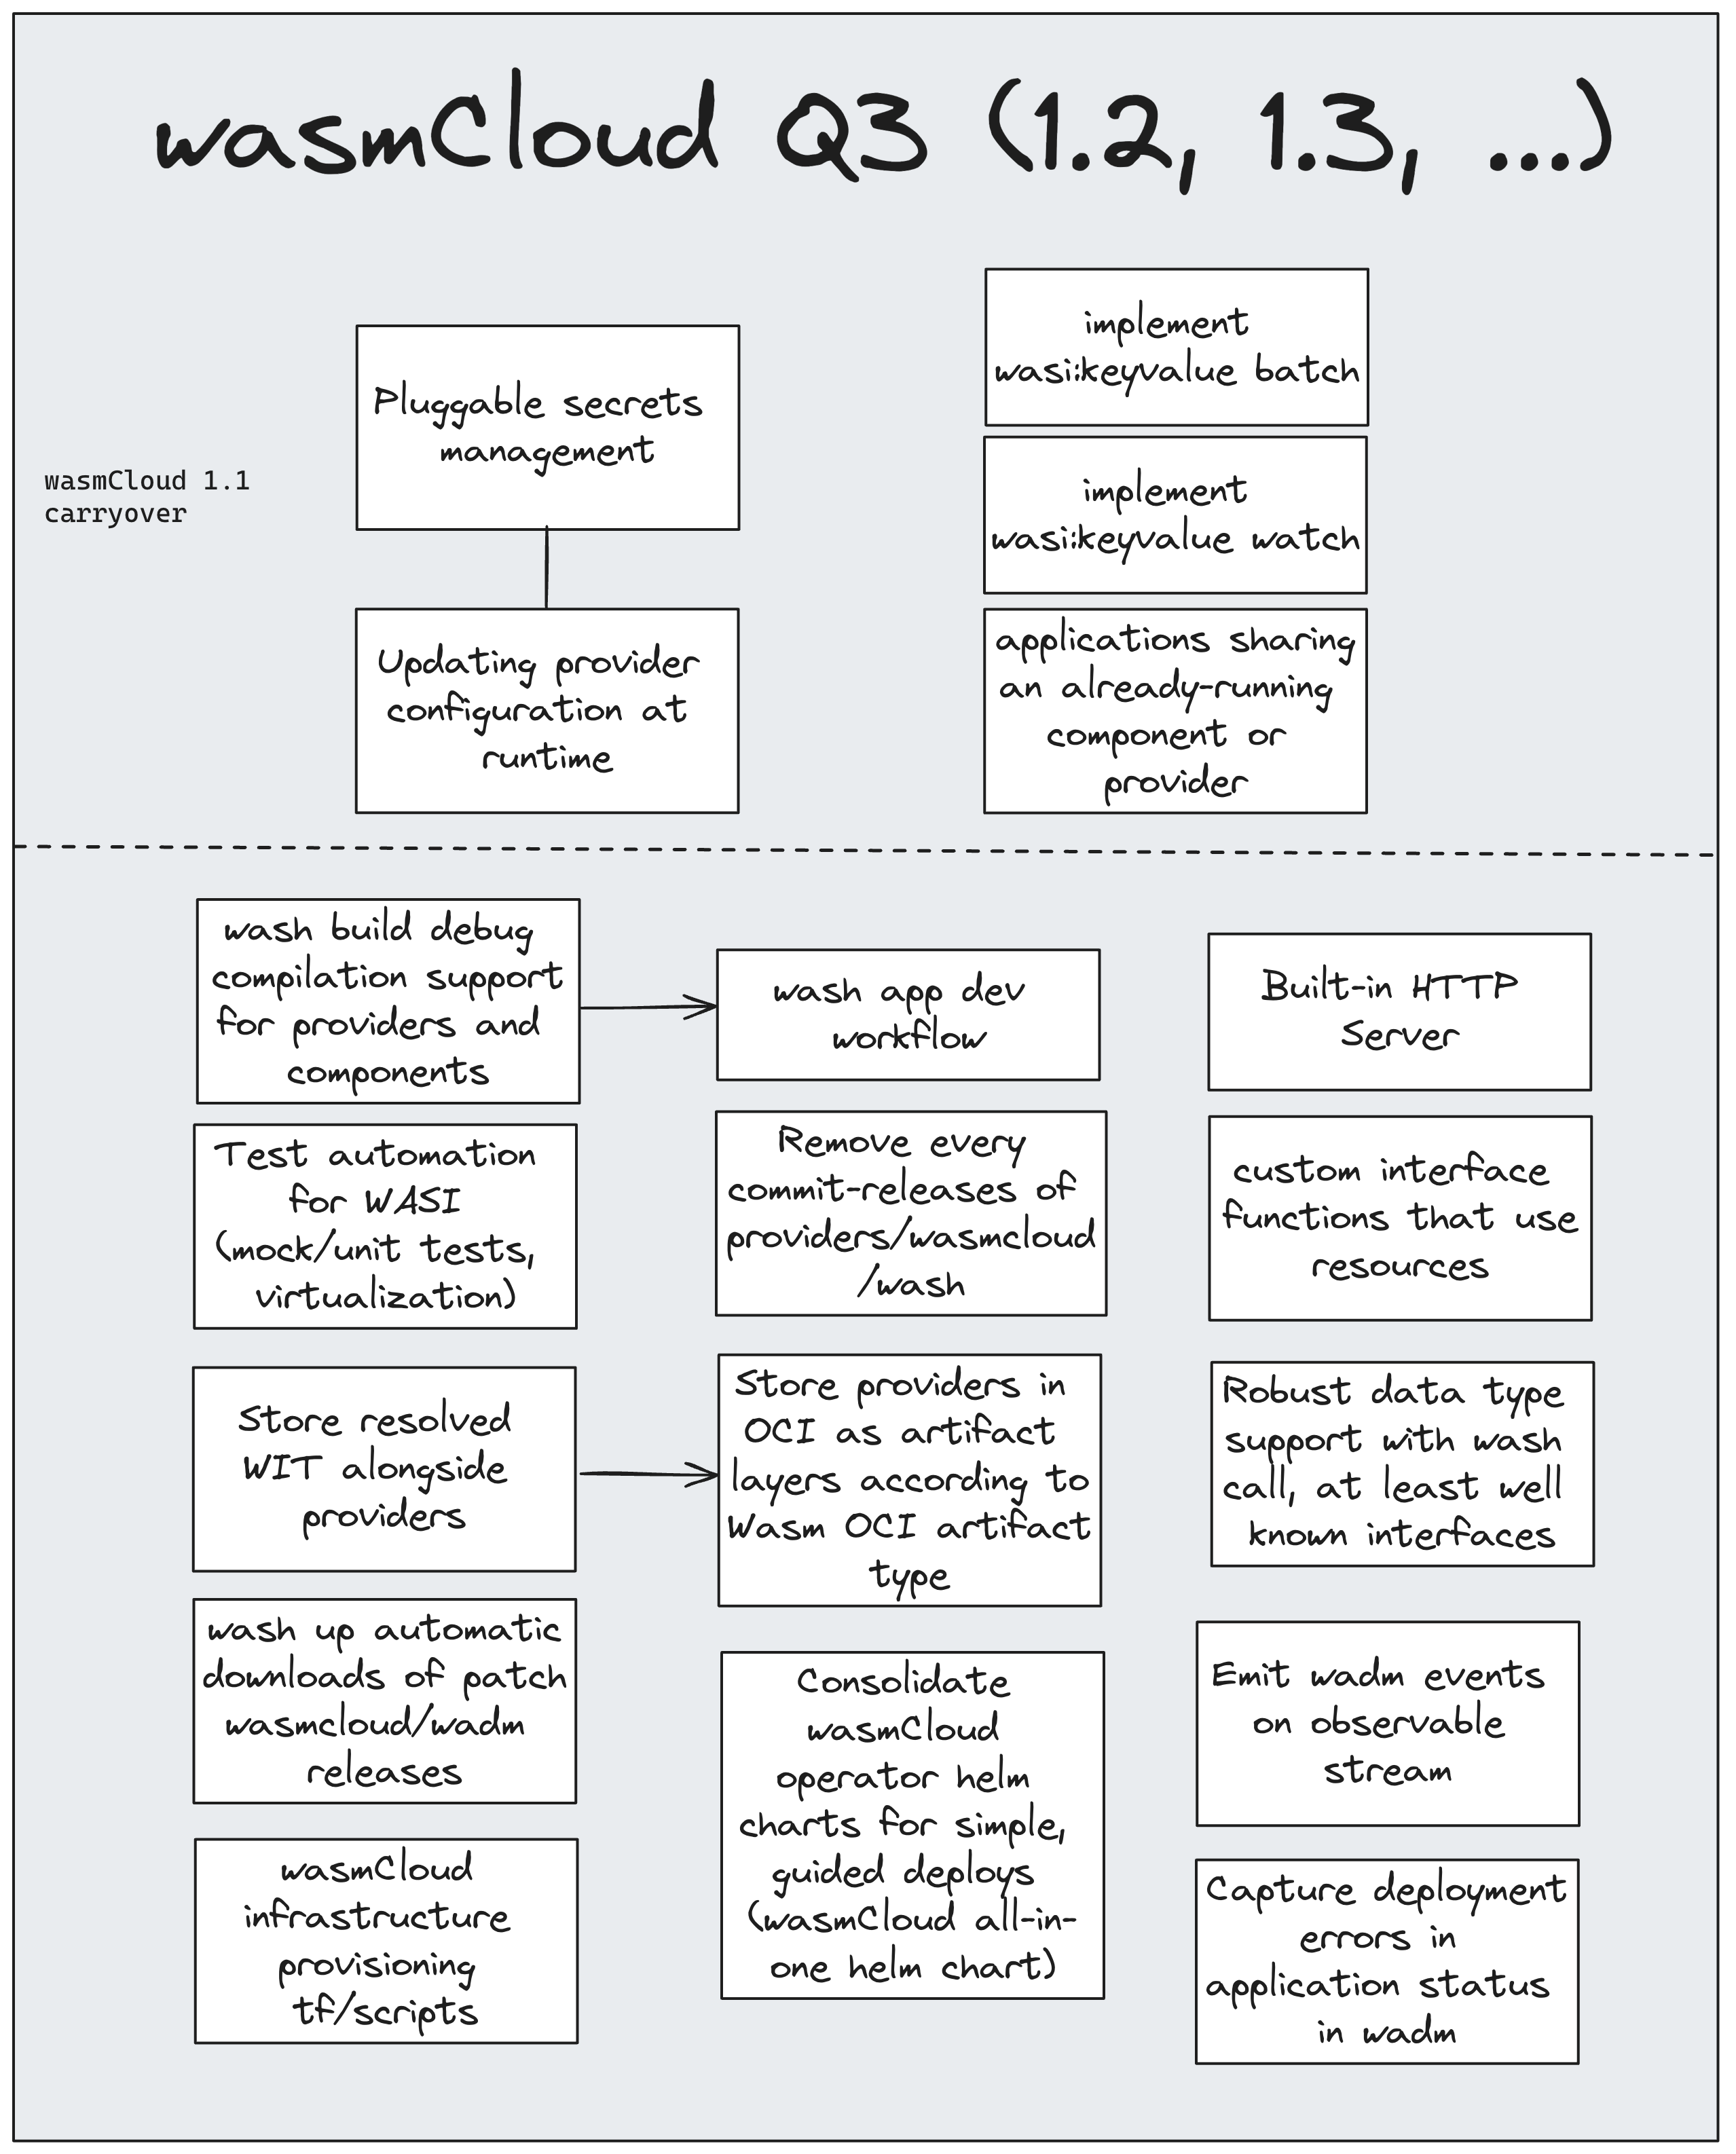 wasmCloud Q3 (1.2, 1.3, ...)
wasmCloud 1.1
carryover
Pluggable secrets
management
Updating provider
configuration at
runtime
implement
wasi:keyvalue batch
implement
wasi:keyvalue watch
applications sharing
an already-running
component or
provider
wash build debug
compilation support
for providers and
components
wash app dev
workflow
Built-in HTTP
Server
Test automation
for WASI
(mock/unit tests,
virtualization)
Remove every
commit-releases of
providers/wasmcloud
/wash
custom interface
functions that use
resources
Store resolved
WIT alongside
providers
Store providers in
OCI as artifact
layers according to
Wasm OCI artifact
type
Robust data type
support with wash
call, at least well
known interfaces
wash up automatic
downloads of patch
wasmcloud/wadm
releases
Consolidate
wasmCloud
operator helm
charts for simple,
guided deploys
(wasmCloud all-in-
one helm chart)
Emit wadm events
on observable
stream
wasmCloud
infrastructure
provisioning
tf/scripts
Capture deployment
errors in
application status
in wadm